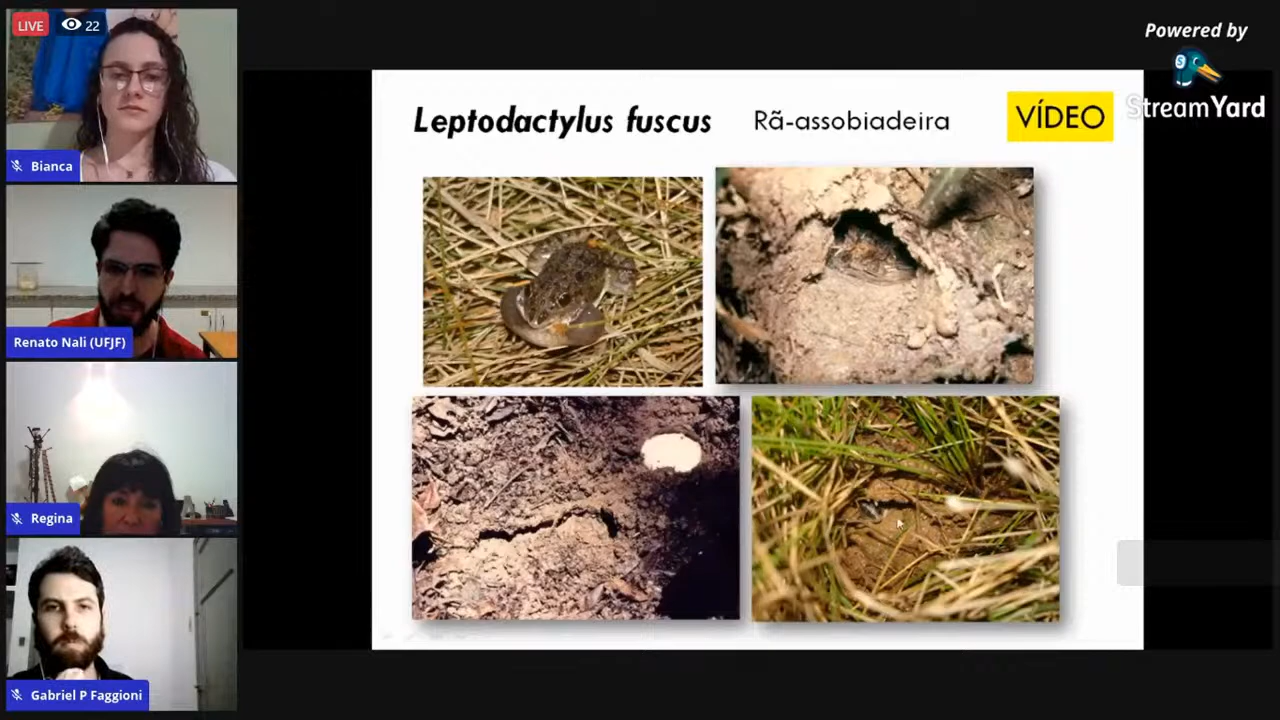 LIVE 22
Bianca
Renato Nali (UFJF)
Regina
Gabriel P Faggioni
Leptodactylus fuscus Rã-assobiadeira VÍDEO
Powered by
S
StreamYard